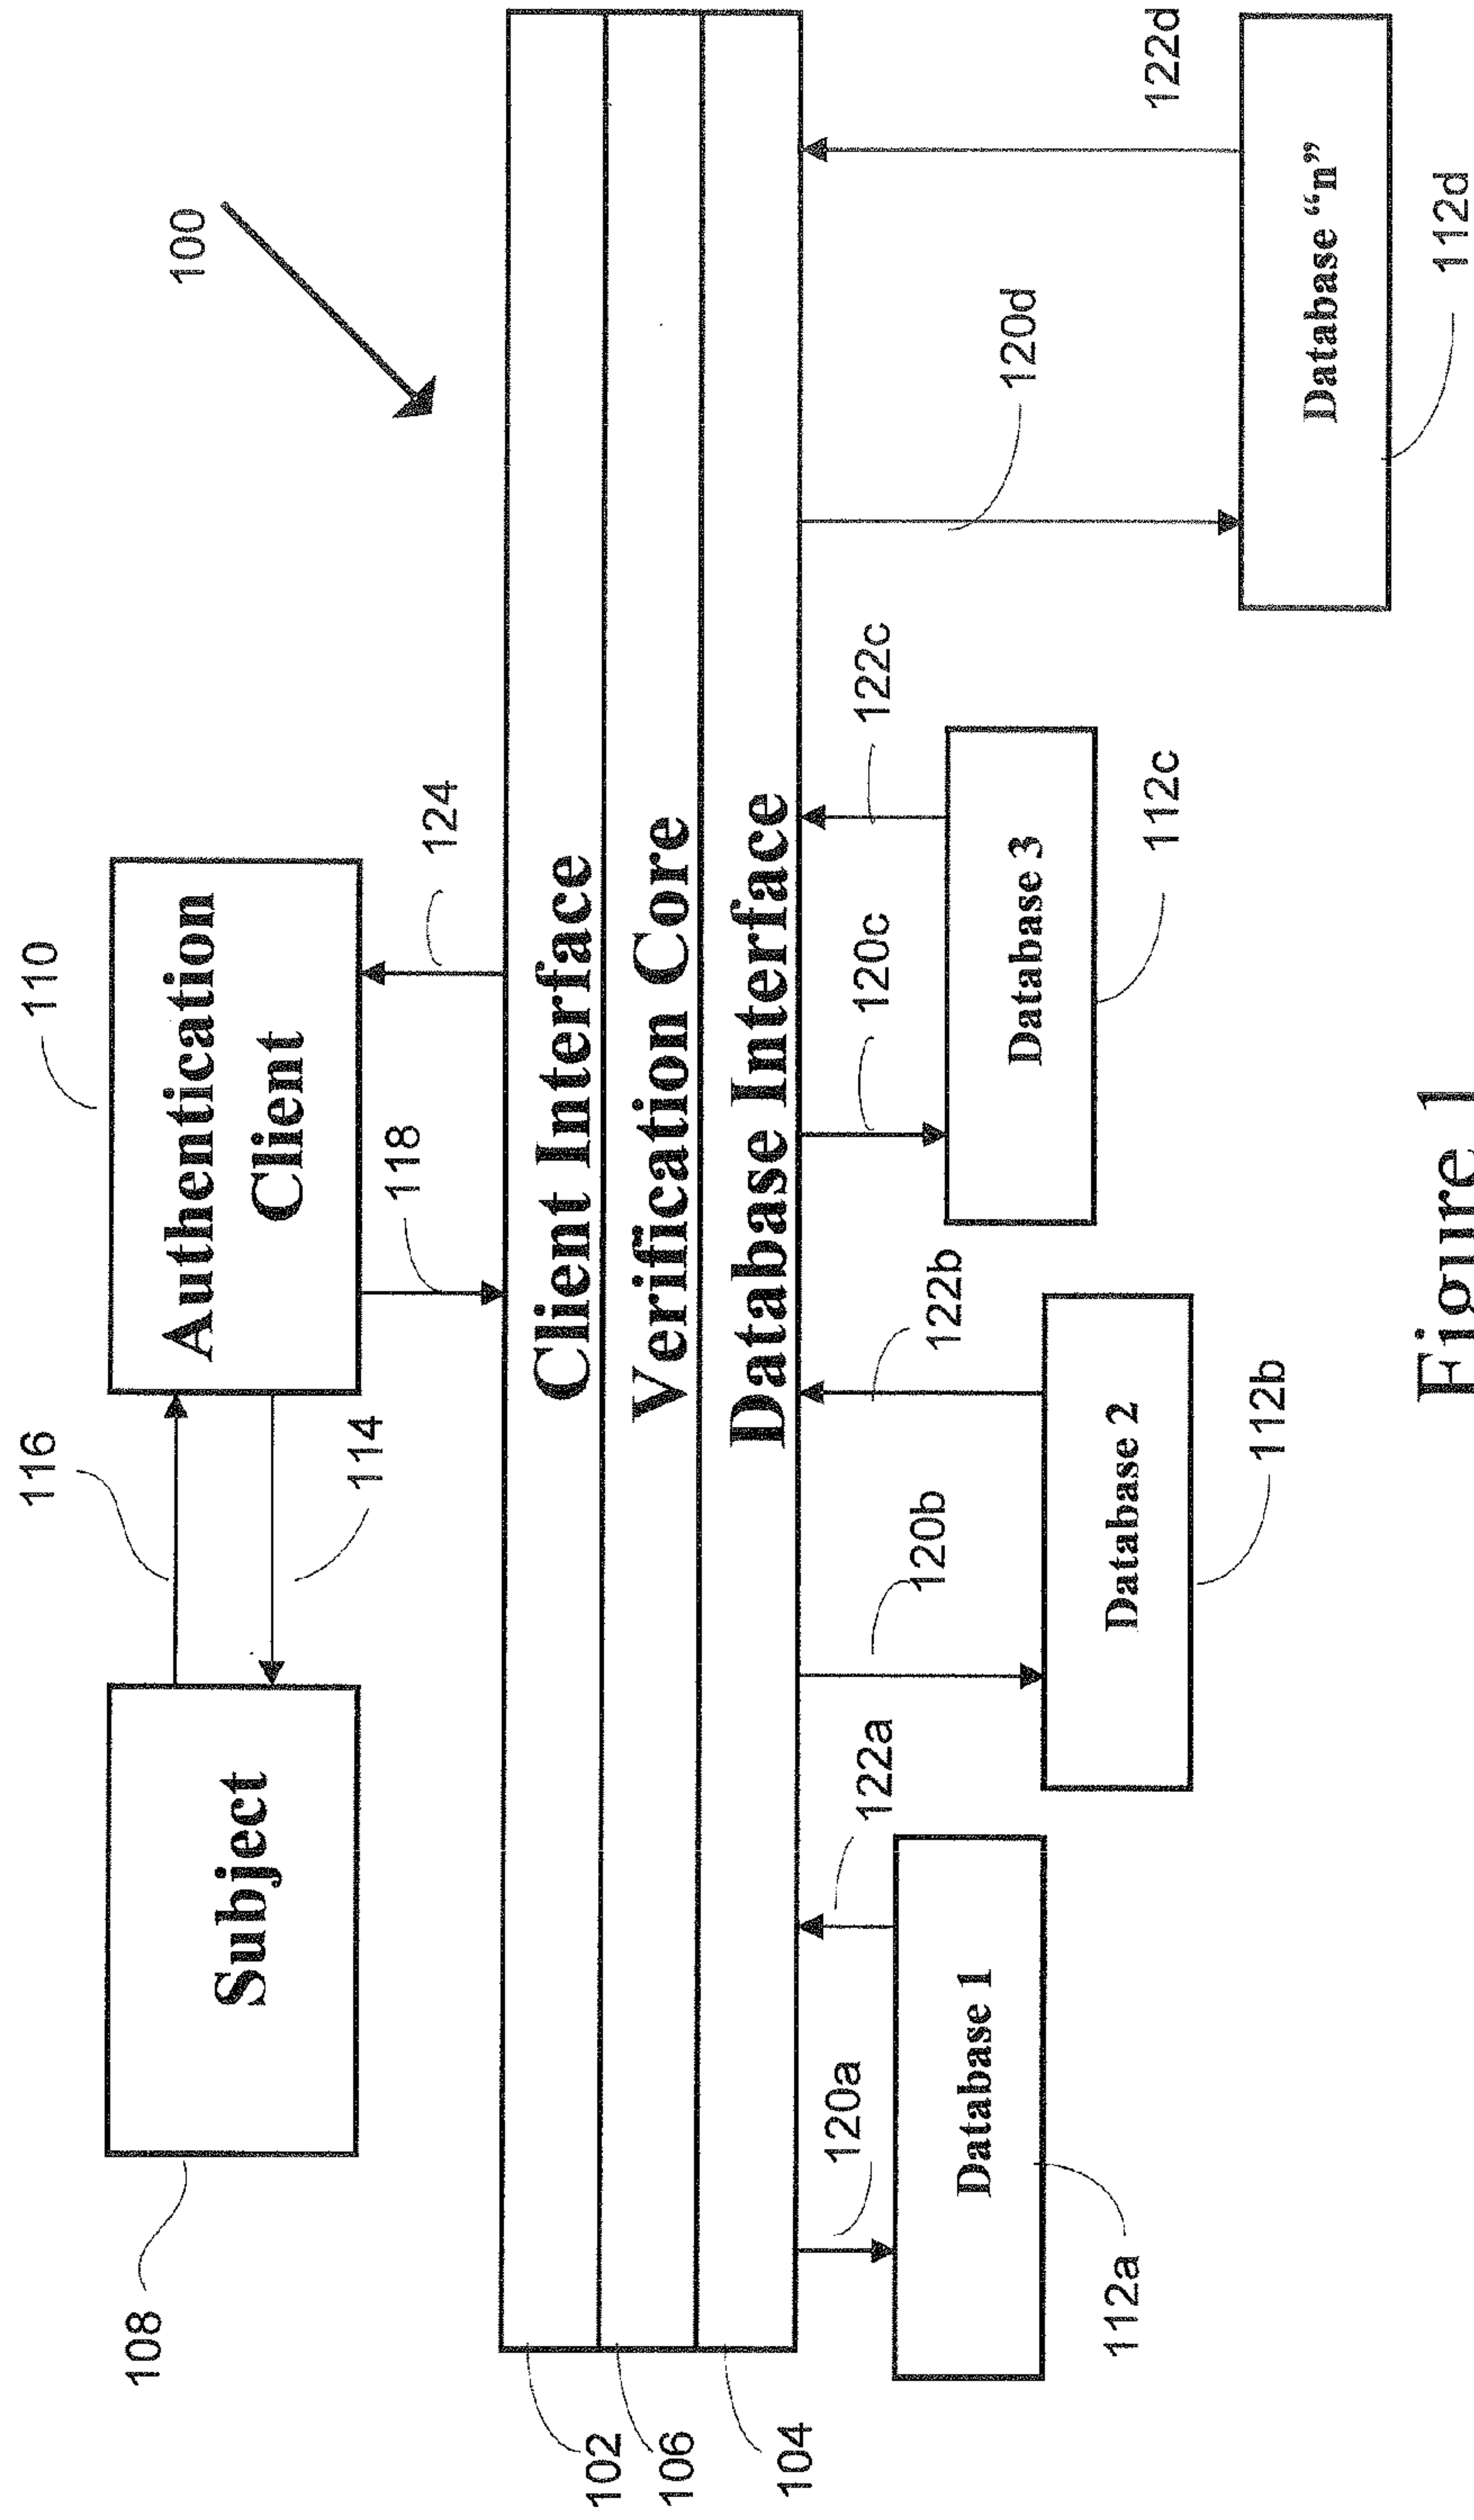 100
110
116
108
Subject
Authentication
Client
114
118
124
102
Client Interface
106
Verification Core
104
Database Interface
120a
122a
120b
122b
120c
122c
120d
122d
Database 1
112a
Database 2
112b
Database 3
112c
Database “n”
112d
Figure 1